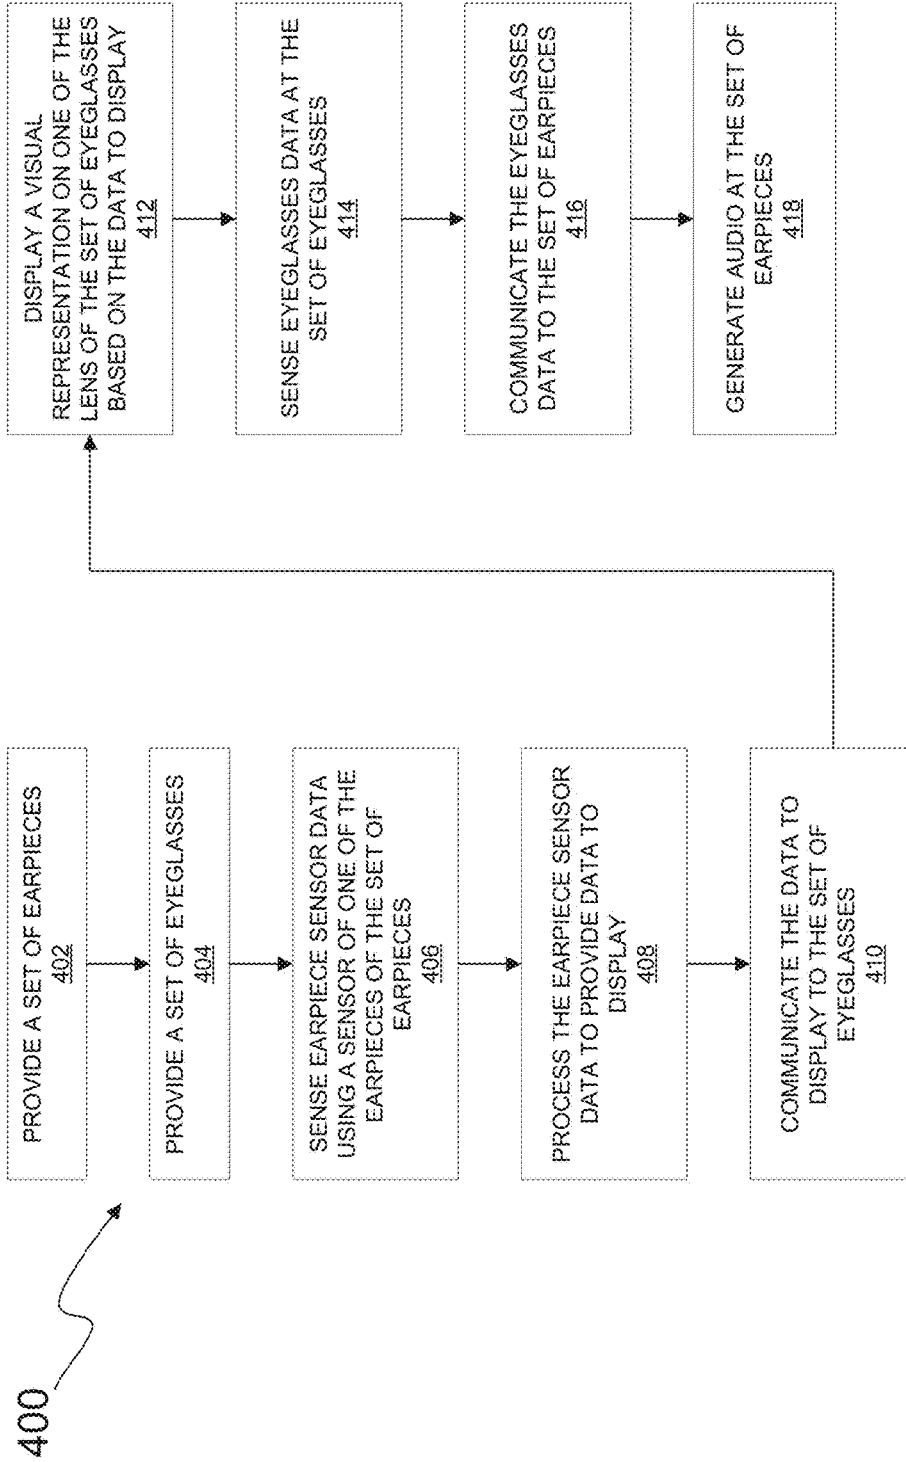 400
PROVIDE A SET OF EARPIECES
402
PROVIDE A SET OF EYEGLASSES
404
SENSE EARPIECE SENSOR DATA
USING A SENSOR OF ONE OF THE
EARPIECES OF THE SET OF
EARPIECES
406
PROCESS THE EARPIECE SENSOR
DATA TO PROVIDE DATA TO
DISPLAY
408
COMMUNICATE THE DATA TO
DISPLAY TO THE SET OF
EYEGLASSES
410
DISPLAY A VISUAL
REPRESENTATION ON ONE OF THE
LENS OF THE SET OF EYEGLASSES
BASED ON THE DATA TO DISPLAY
412
SENSE EYEGLASSES DATA AT THE
SET OF EYEGLASSES
414
COMMUNICATE THE EYEGLASSES
DATA TO THE SET OF EARPIECES
416
GENERATE AUDIO AT THE SET OF
EARPIECES
418